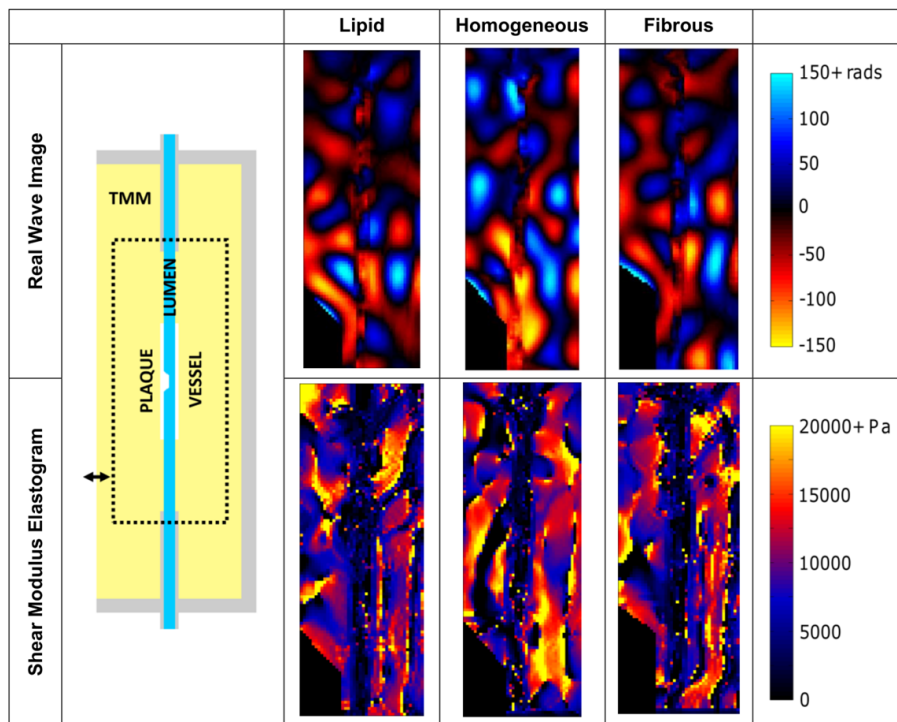 Lipid Homogeneous Fibrous
Real Wave Image
TMM
LUMEN
PLAQUE
VESSEL
150+ rads
100
50
0
-50
-100
-150
Shear Modulus Elastogram
20000+ Pa
15000
10000
5000
0